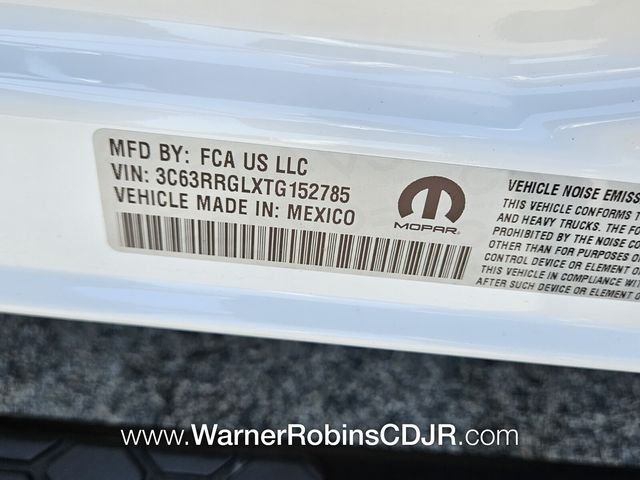 MFD BY: FCA US LLC
VIN: 3C63RRGLXTG152785
VEHICLE MADE IN: MEXICO
MOPAR
VEHICLE NOISE EMISS
THIS VEHICLE CONFORMS T
AND HEAVY TRUCKS. THE
PROHIBITED BY THE NOISE CO
OTHER THAN FOR PURPOSES O
CONTROL DEVICE OR ELEMENT O
THIS VEHICLE IN COMPLIANCE WI
AFTER SUCH DEVICE OR ELEMENT
www.WarnerRobinsCDJR.com